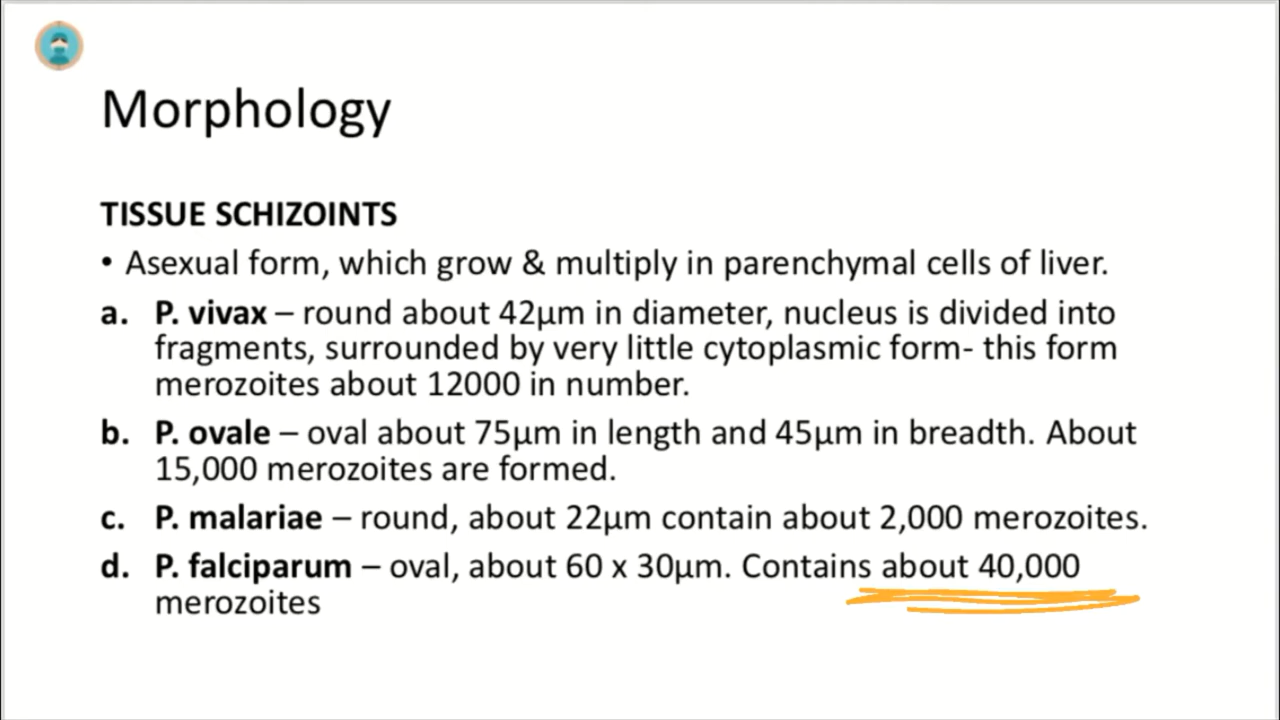 Morphology
TISSUE SCHIZOINTS
• Asexual form, which grow & multiply in parenchymal cells of liver.
a. P. vivax – round about 42µm in diameter, nucleus is divided into
fragments, surrounded by very little cytoplasmic form- this form
merozoites about 12000 in number.
b. P. ovale – oval about 75µm in length and 45µm in breadth. About
15,000 merozoites are formed.
c. P. malariae – round, about 22µm contain about 2,000 merozoites.
d. P. falciparum – oval, about 60 x 30µm. Contains about 40,000
merozoites